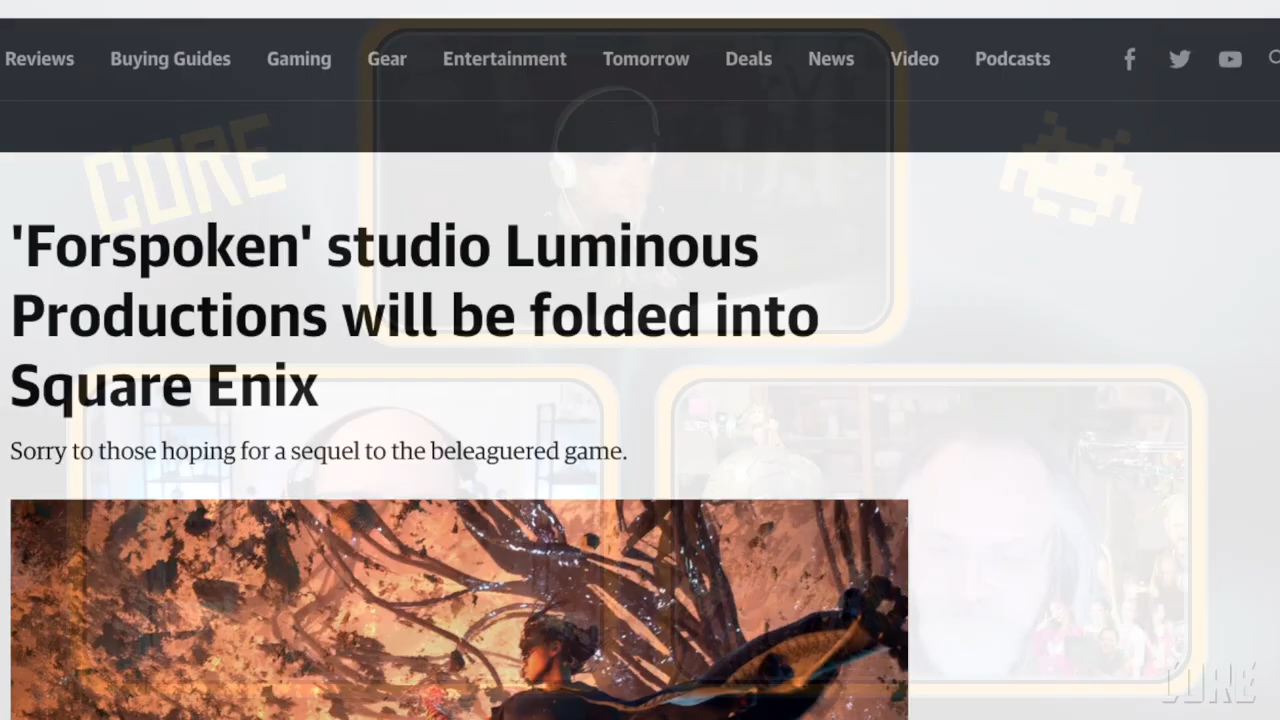 Reviews Buying Guides Gaming Gear Entertainment Tomorrow Deals News Video Podcasts
CORE
'Forspoken' studio Luminous
Productions will be folded into
Square Enix
Sorry to those hoping for a sequel to the beleaguered game.
CORE